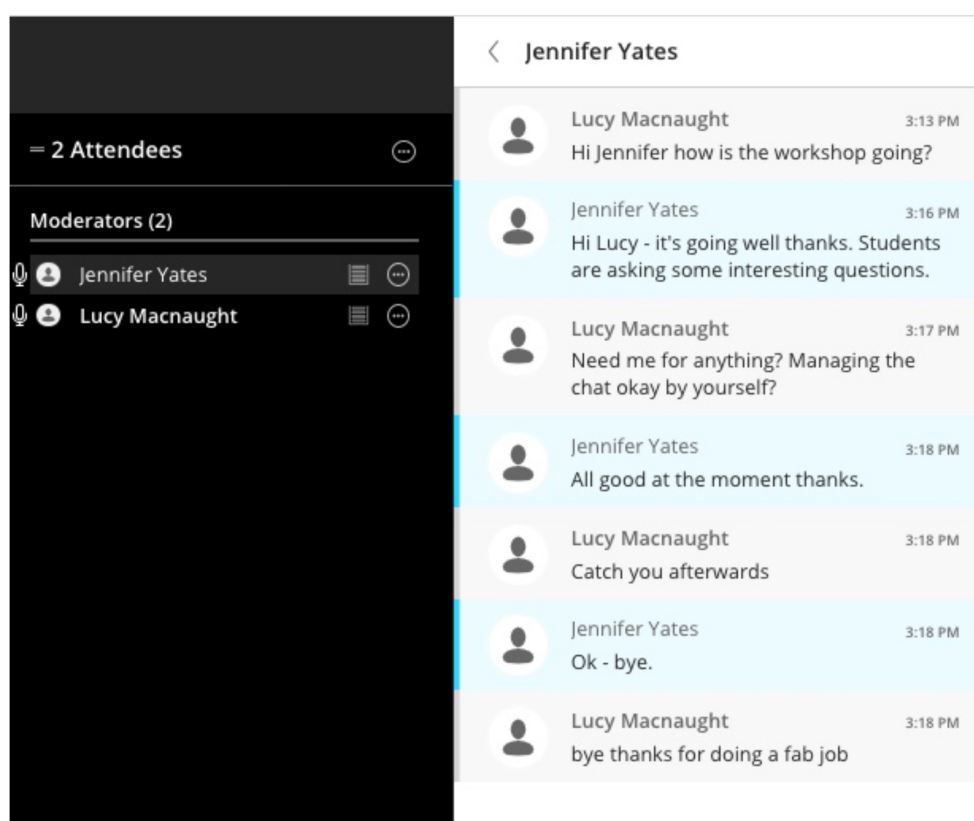 = 2 Attendees
Moderators (2)
Jennifer Yates
Lucy Macnaught
Jennifer Yates
Lucy Macnaught 3:13 PM
Hi Jennifer how is the workshop going?
Jennifer Yates 3:16 PM
Hi Lucy - it's going well thanks. Students
are asking some interesting questions.
Lucy Macnaught 3:17 PM
Need me for anything? Managing the
chat okay by yourself?
Jennifer Yates 3:18 PM
All good at the moment thanks.
Lucy Macnaught 3:18 PM
Catch you afterwards
Jennifer Yates 3:18 PM
Ok - bye.
Lucy Macnaught 3:18 PM
bye thanks for doing a fab job